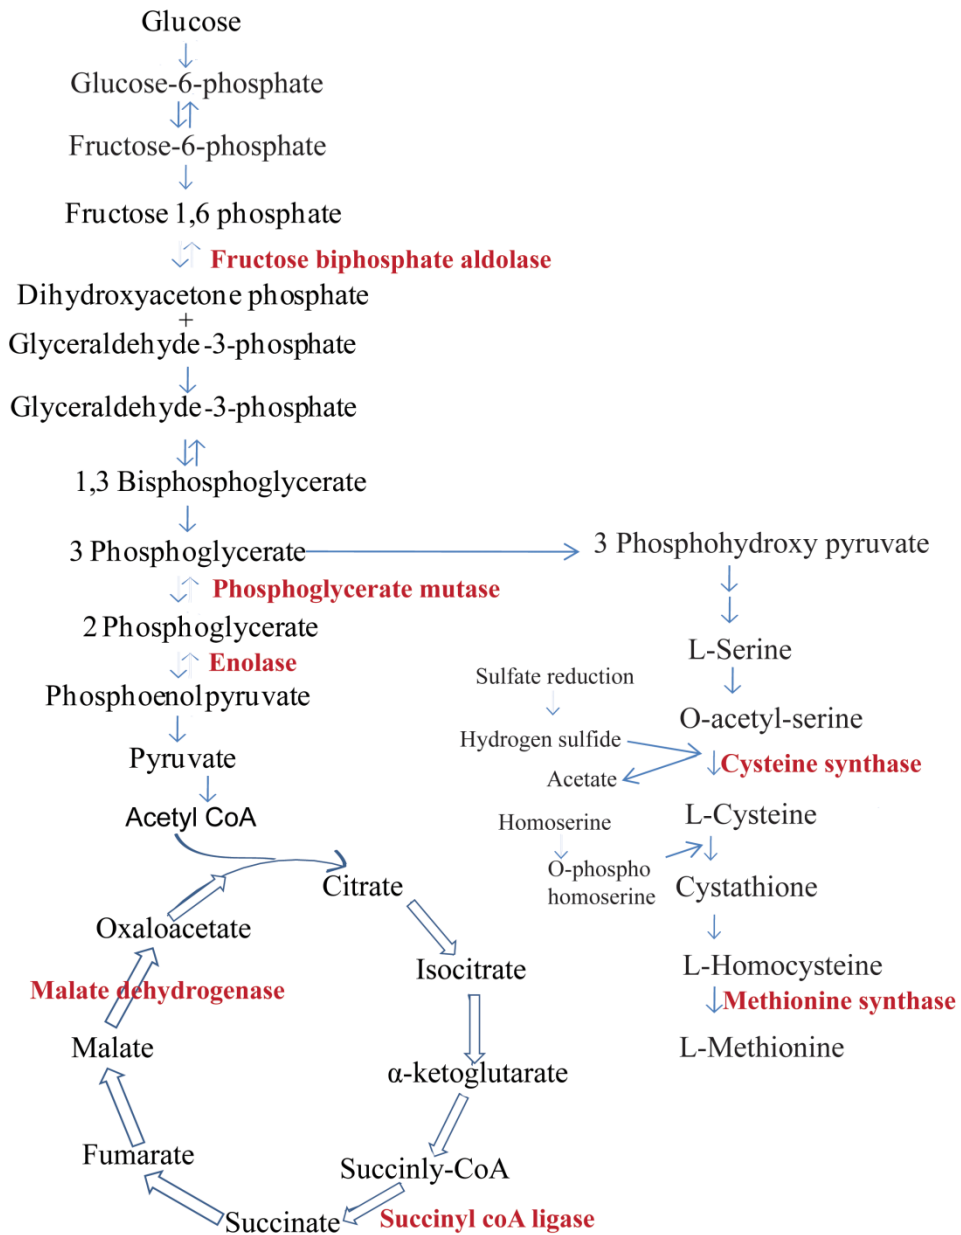 Glucose
Glucose-6-phosphate
Fructose-6-phosphate
Fructose 1,6 phosphate
Fructose biphosphate aldolase
Dihydroxyacetone phosphate
+
Glyceraldehyde-3-phosphate
Glyceraldehyde-3-phosphate
1,3 Bisphosphoglycerate
3 Phosphoglycerate
Phosphoglycerate mutase
2 Phosphoglycerate
Enolase
Phosphoenolpyruvate
Pyruvate
Acetyl CoA
Citrate
Isocitrate
α-ketoglutarate
Succinly-CoA
Succinyl coA ligase
Succinate
Fumarate
Malate
Malate dehydrogenase
Oxaloacetate
3 Phosphohydroxy pyruvate
L-Serine
O-acetyl-serine
Sulfate reduction
Hydrogen sulfide
Acetate
Cysteine synthase
L-Cysteine
Homoserine
O-phospho
homoserine
Cystathione
L-Homocysteine
Methionine synthase
L-Methionine